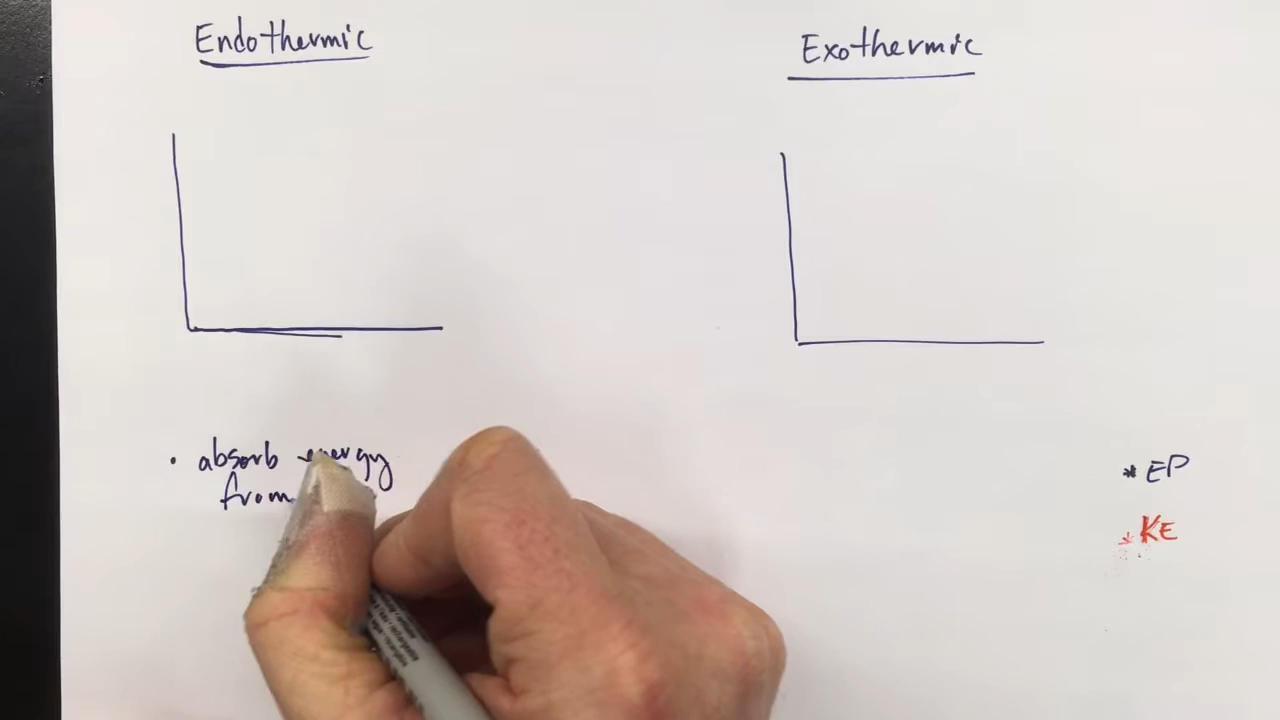 Endothermic
Exothermic
• absorb energy
from
* EP
* KE